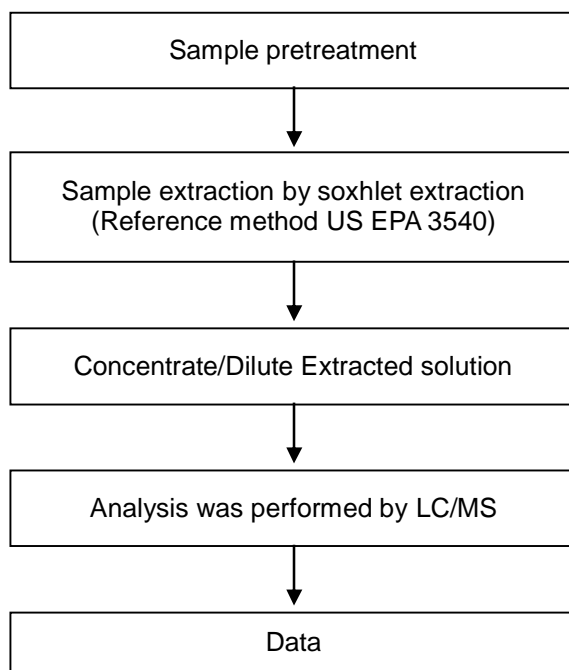 Sample pretreatment
Sample extraction by soxhlet extraction
(Reference method US EPA 3540)
Concentrate/Dilute Extracted solution
Analysis was performed by LC/MS
Data